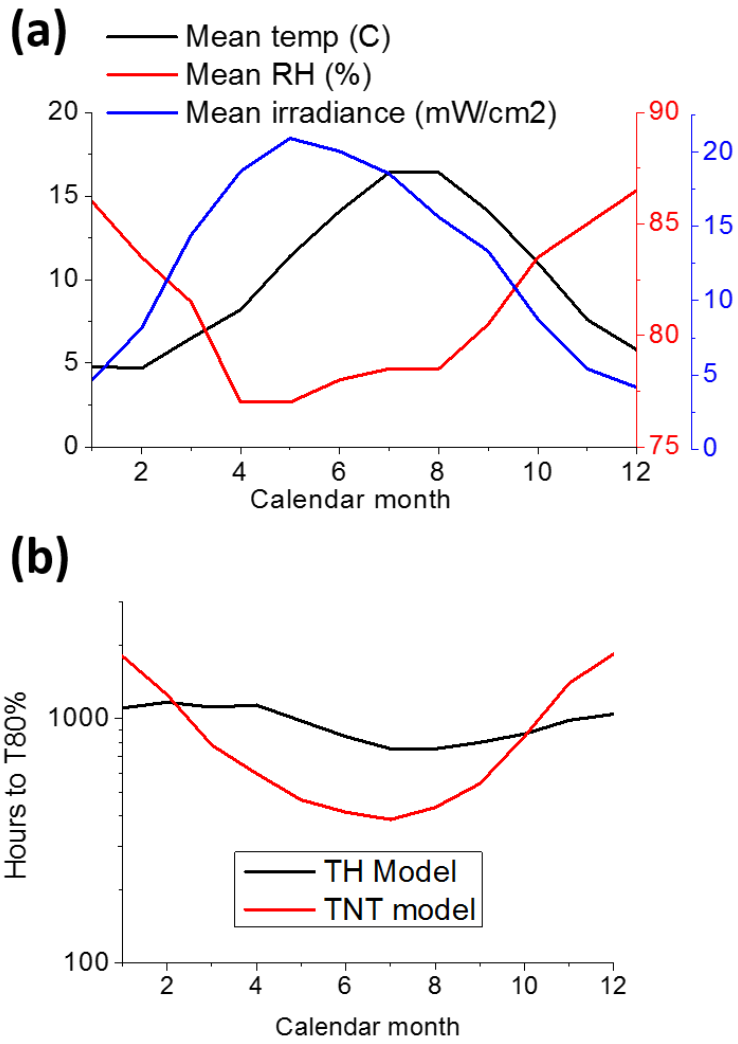 (a)
Mean temp (C)
Mean RH (%)
Mean irradiance (mW/cm2)
20
15
10
5
0
90
85
80
75
20
15
10
5
0
2 4 6 8 10 12
Calendar month
(b)
Hours to T80%
1000
100
TH Model
TNT model
2 4 6 8 10 12
Calendar month